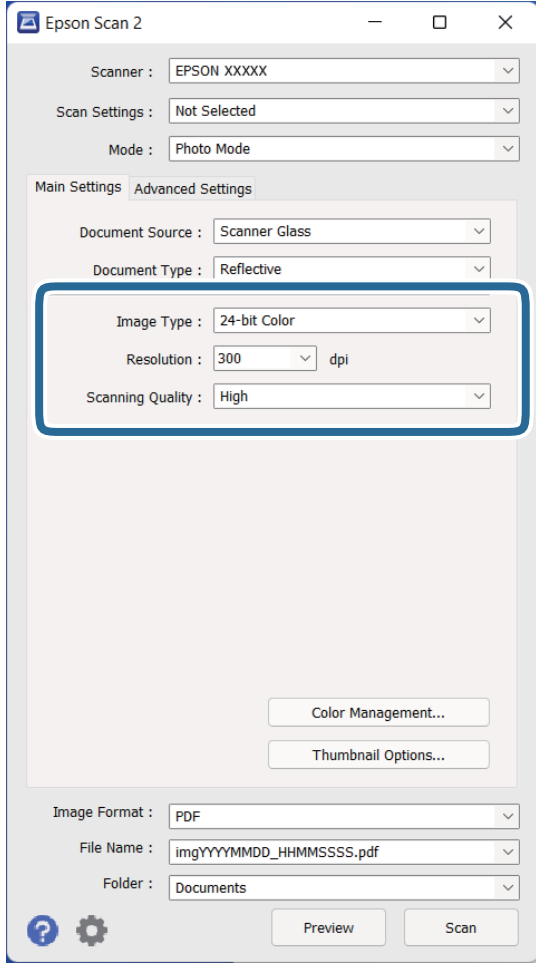 Epson Scan 2
Scanner : EPSON XXXXX
Scan Settings : Not Selected
Mode : Photo Mode
Main Settings Advanced Settings
Document Source : Scanner Glass
Document Type : Reflective
Image Type : 24-bit Color
Resolution : 300 dpi
Scanning Quality : High
Color Management...
Thumbnail Options...
Image Format : PDF
File Name : imgYYYYMMDD_HHMMSSSS.pdf
Folder : Documents
? Preview Scan